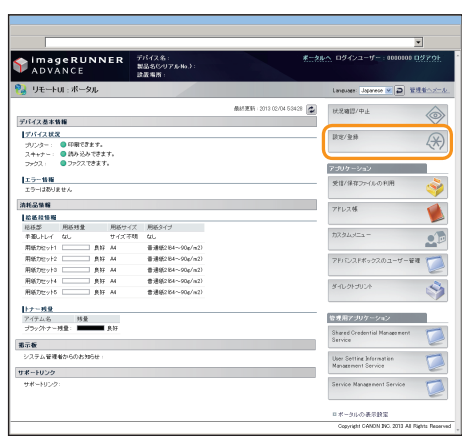 imageRUNNER
ADVANCE
デバイス名:
製品名(シリアルNo.):
設置場所:
ポータルへ ログインユーザー: 0000000 ログアウト
リモートUI:ポータル
Language: Japanese 管理者へメール
最終更新: 2013 02/04 5:34:28
デバイス基本情報
デバイス状況
プリンター: 印刷できます。
スキャナー: 読み込みできます。
ファクス: ファクスできます。
エラー情報
エラーはありません
消耗品情報
給紙段情報
給紙部 用紙残量 用紙サイズ 用紙タイプ
手差しトレイ なし サイズ不明 なし
用紙カセット1 良好 A4 普通紙2(64〜90g/m2)
用紙カセット2 良好 A4 普通紙2(64〜90g/m2)
用紙カセット3 良好 A4 普通紙2(64〜90g/m2)
用紙カセット4 良好 A4 普通紙2(64〜90g/m2)
用紙カセット5 良好 A4 普通紙2(64〜90g/m2)
トナー残量
アイテム名 残量
ブラックトナー残量: 良好
掲示板
システム管理者からのお知らせ:
サポートリンク
サポートリンク:
状況確認/中止
設定/登録
アプリケーション
受信/保存ファイルの利用
アドレス帳
カスタムメニュー
アドバンスドボックスのユーザー管理
ダイレクトプリント
管理用アプリケーション
Shared Credential Management
Service
User Setting Information
Management Service
Service Management Service
ポータルの表示設定
Copyright CANON INC. 2013 All Rights Reserved